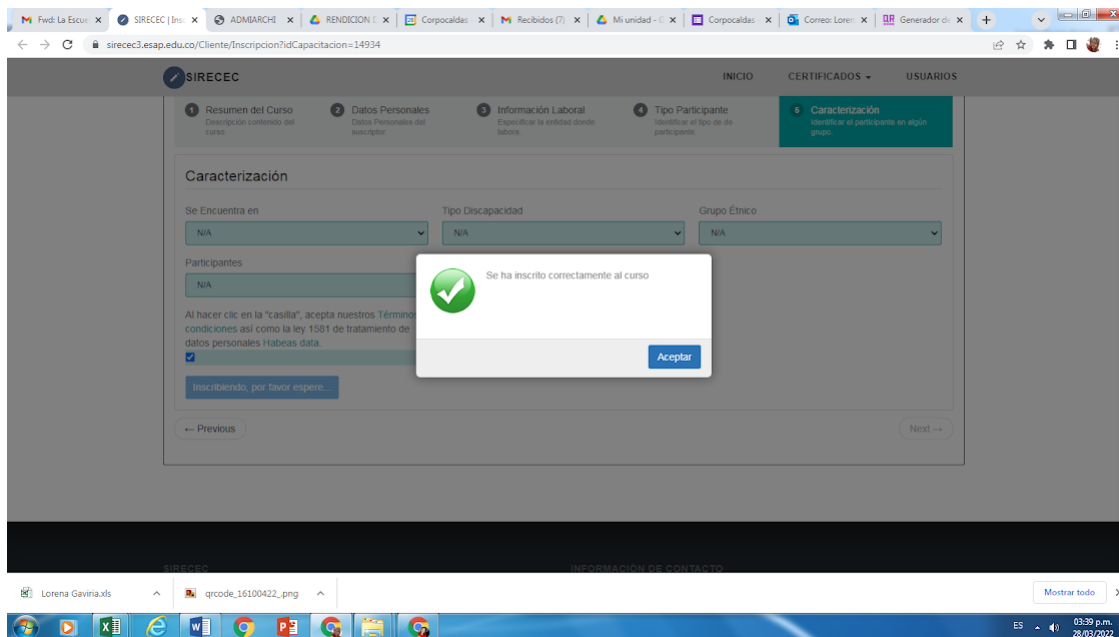 Fwd: La Escue
SIRECEC | Ins
ADMIARCHI
RENDICION
Corpocaldas
Recibidos (7)
Mi unidad - G
Corpocaldas
Correo: Loren
Generador de
sirecec3.esap.edu.co/Cliente/Inscripcion?idCapacitacion=14934
SIRECEC
INICIO
CERTIFICADOS
USUARIOS
1 Resumen del Curso
Descripción contenido del
curso.
2 Datos Personales
Datos Personales del
suscriptor.
3 Información Laboral
Especificar la entidad donde
labora.
4 Tipo Participante
Identificar el tipo de de
participante.
5 Caracterización
Identificar el participante en algún
grupo.
Caracterización
Se Encuentra en
Tipo Discapacidad
Grupo Étnico
N/A
N/A
N/A
Participantes
N/A
Se ha inscrito correctamente al curso
Aceptar
Al hacer clic en la "casilla", acepta nuestros Término
condiciones así como la ley 1581 de tratamiento de
datos personales Habeas data.
Inscribiendo, por favor espere...
← Previous
Next →
SIRECEC
INFORMACIÓN DE CONTACTO
Lorena Gaviria.xls
qrcode_16100422_.png
Mostrar todo
ES
03:39 p.m.
28/03/2022